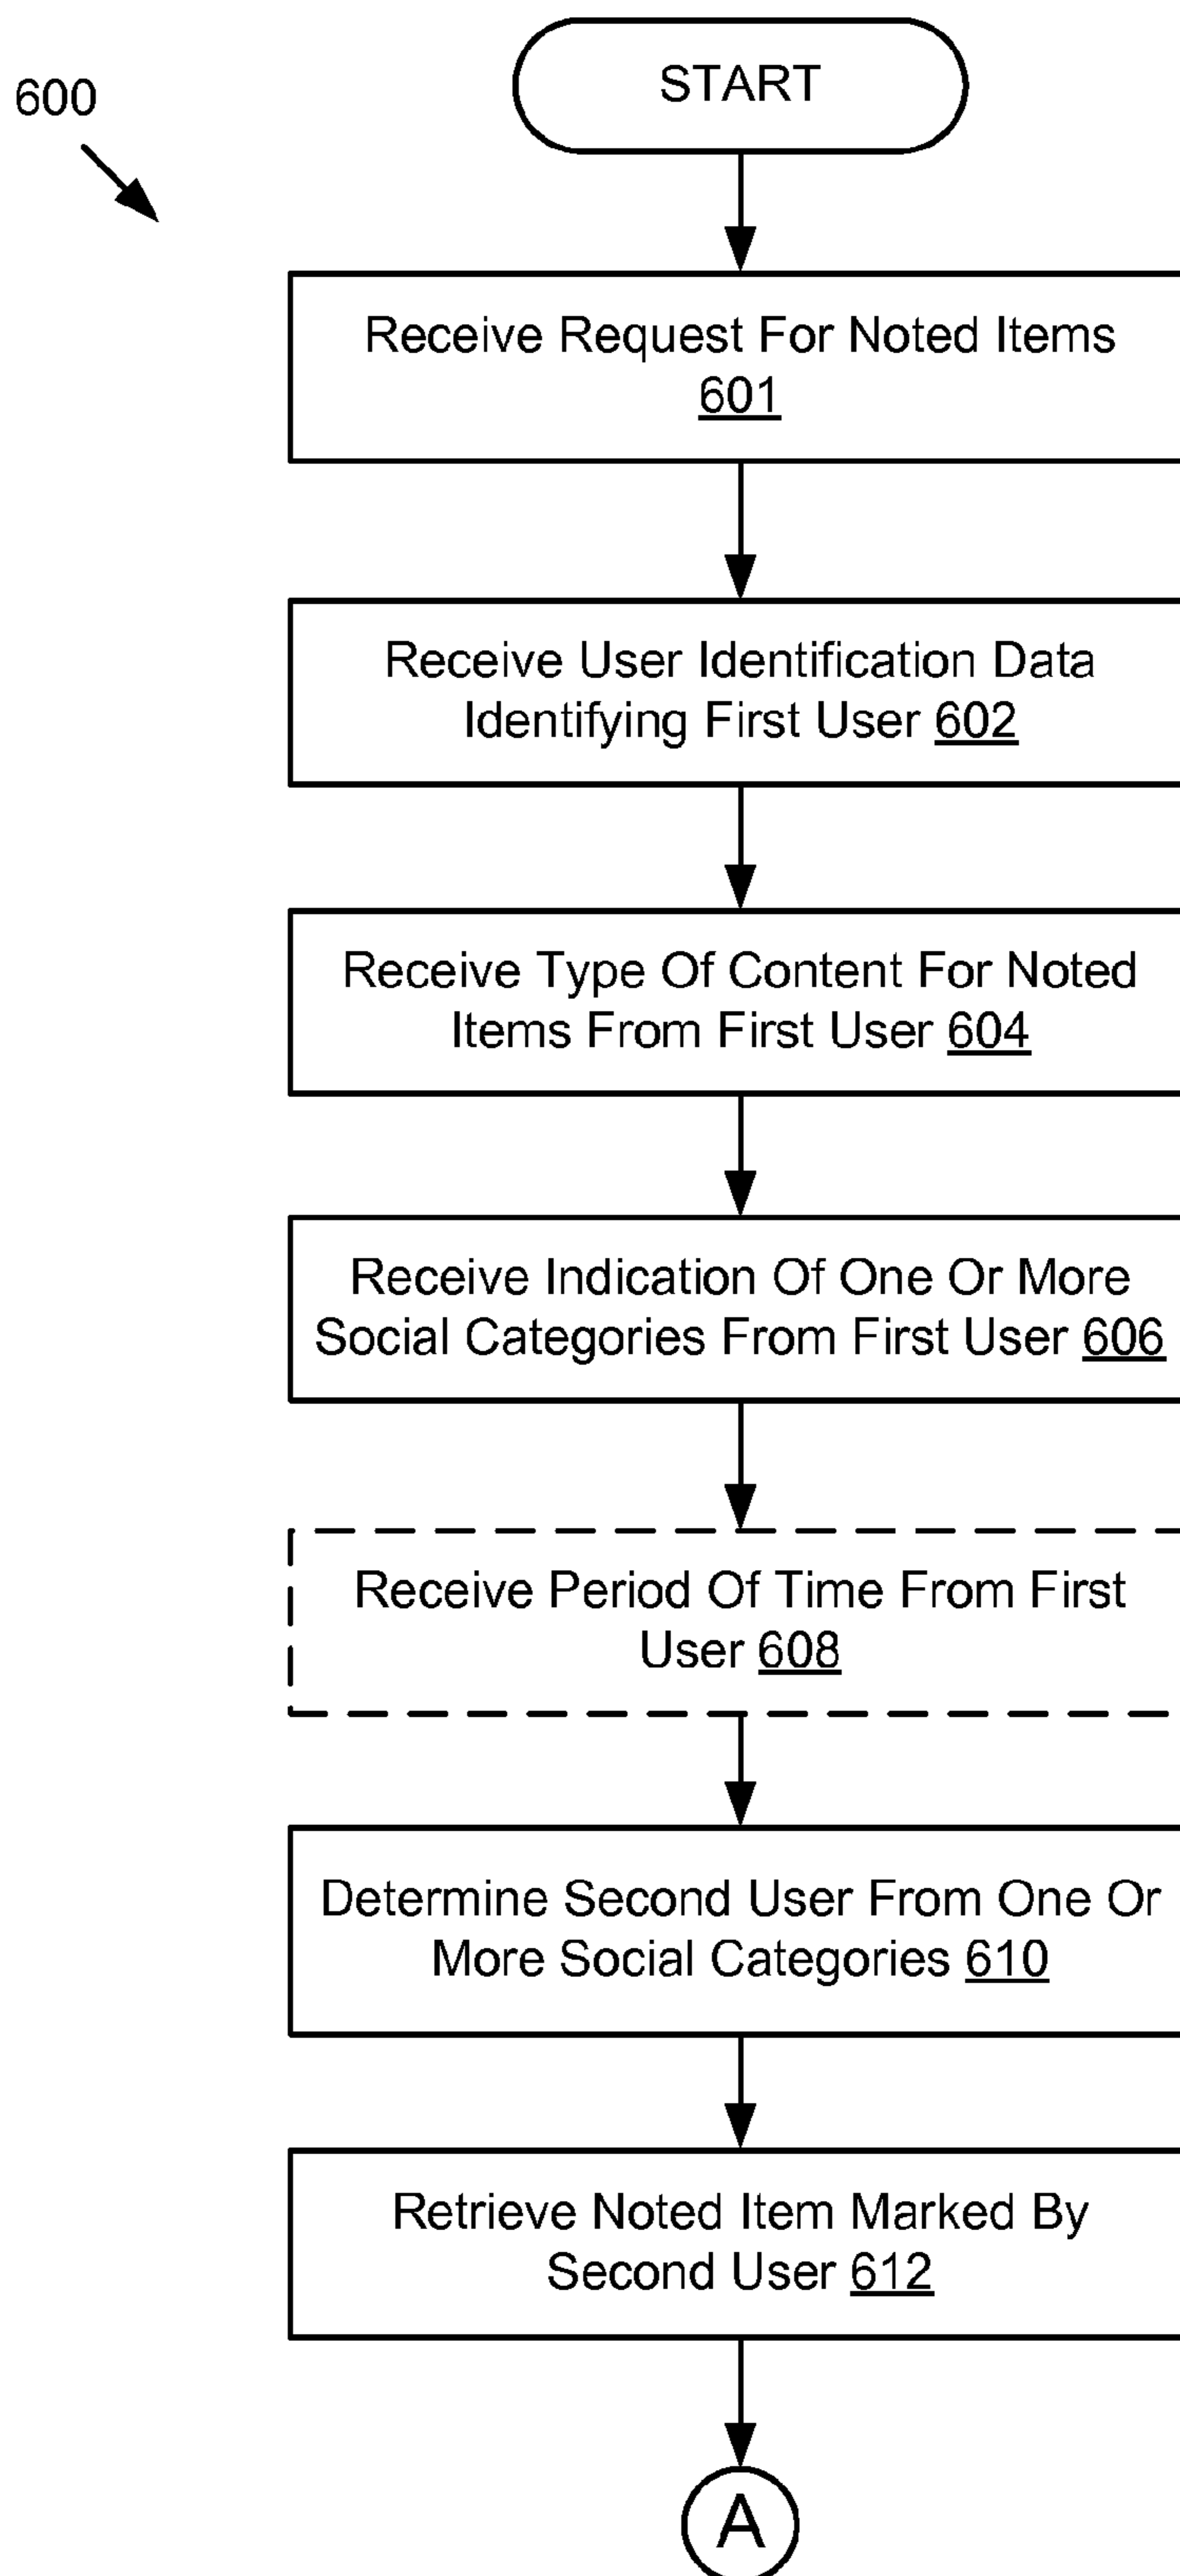 600
START
Receive Request For Noted Items
601
Receive User Identification Data
Identifying First User 602
Receive Type Of Content For Noted
Items From First User 604
Receive Indication Of One Or More
Social Categories From First User 606
Receive Period Of Time From First
User 608
Determine Second User From One Or
More Social Categories 610
Retrieve Noted Item Marked By
Second User 612
A